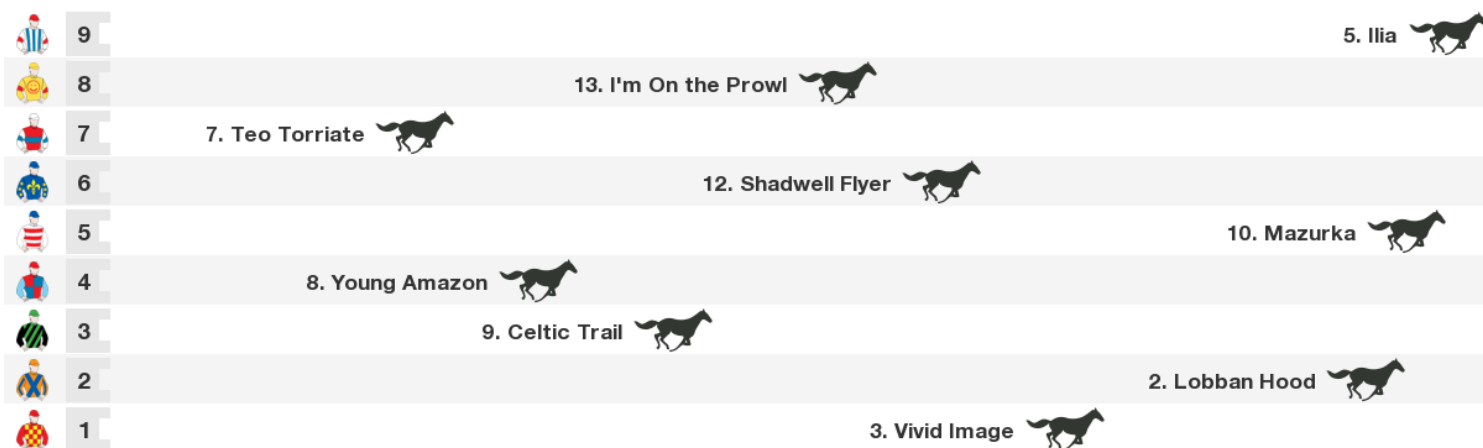 9 5. Ilia
8 13. I'm On the Prowl
7 7. Teo Torriate
6 12. Shadwell Flyer
5 10. Mazurka
4 8. Young Amazon
3 9. Celtic Trail
2 2. Lobban Hood
1 3. Vivid Image